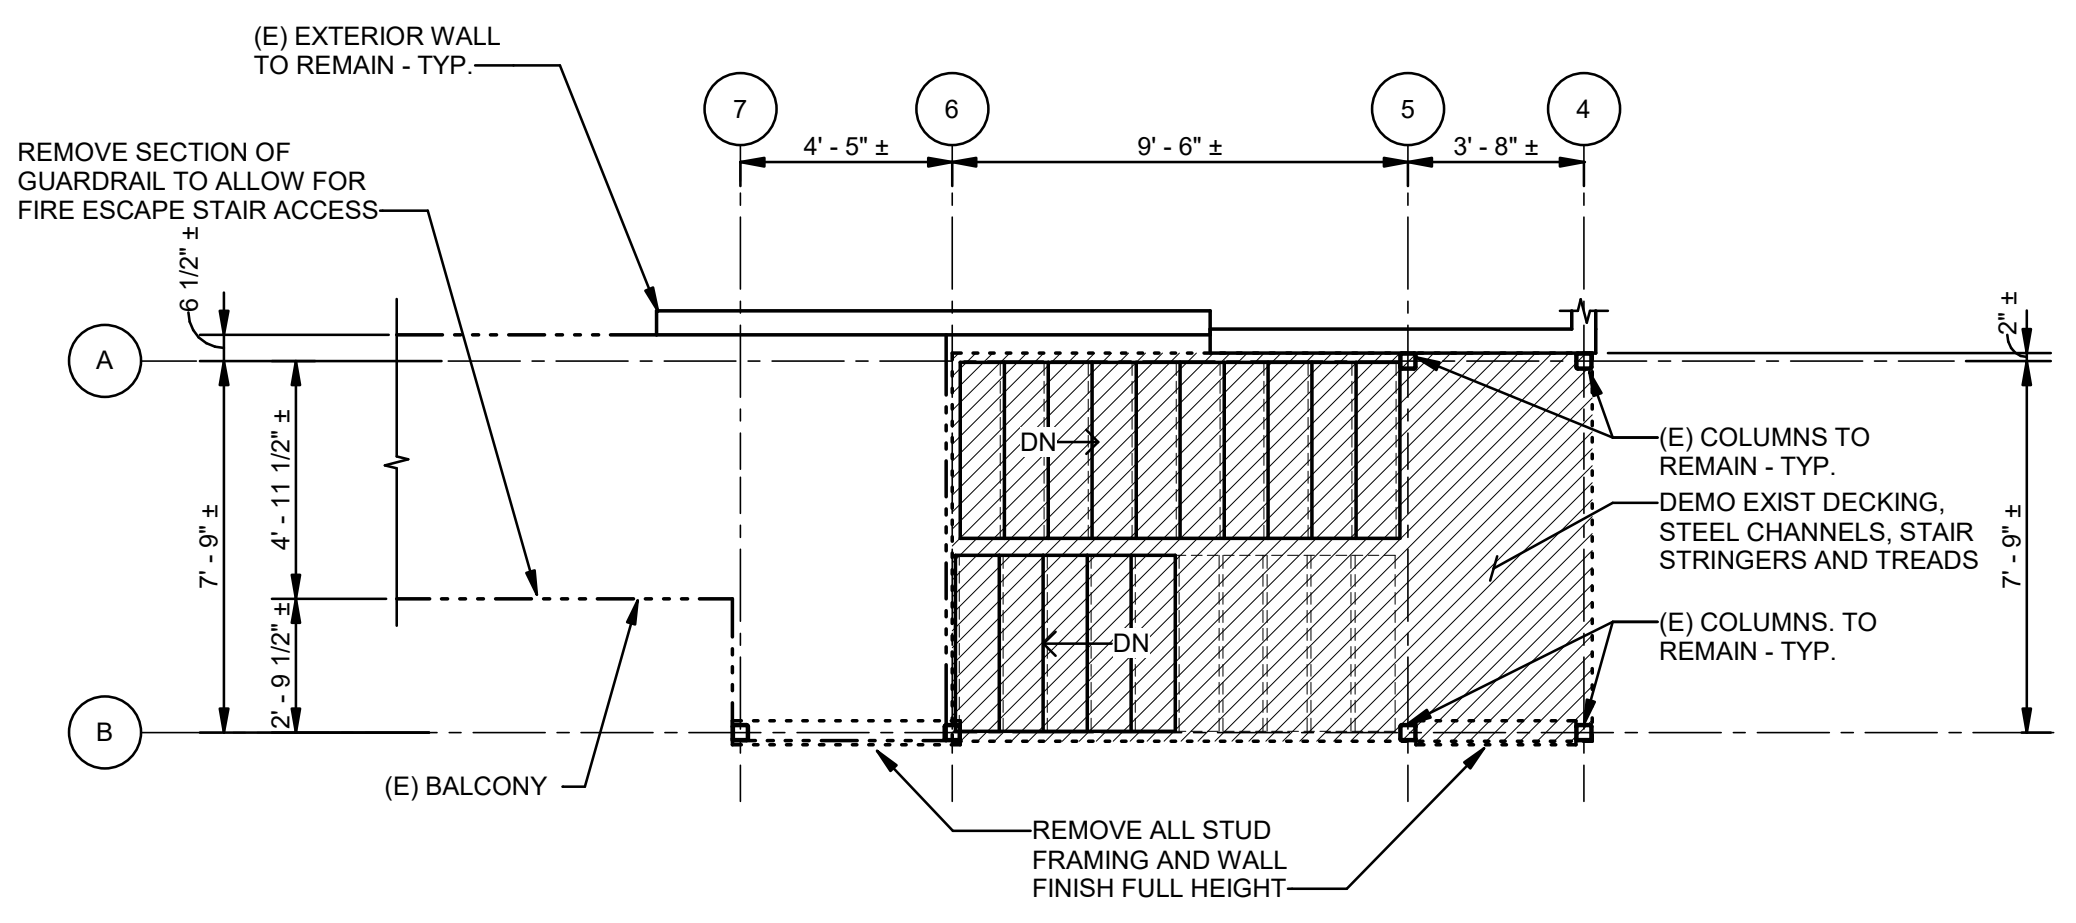 (E) EXTERIOR WALL
TO REMAIN - TYP.
REMOVE SECTION OF
GUARDRAIL TO ALLOW FOR
FIRE ESCAPE STAIR ACCESS
7
6
5
4
4' - 5" ±
9' - 6" ±
3' - 8" ±
6 1/2" ±
2" ±
A
B
7' - 9" ±
4' - 11 1/2" ±
2' - 9 1/2" ±
7' - 9" ±
DN
DN
(E) COLUMNS TO
REMAIN - TYP.
DEMO EXIST DECKING,
STEEL CHANNELS, STAIR
STRINGERS AND TREADS
(E) COLUMNS. TO
REMAIN - TYP.
(E) BALCONY
REMOVE ALL STUD
FRAMING AND WALL
FINISH FULL HEIGHT